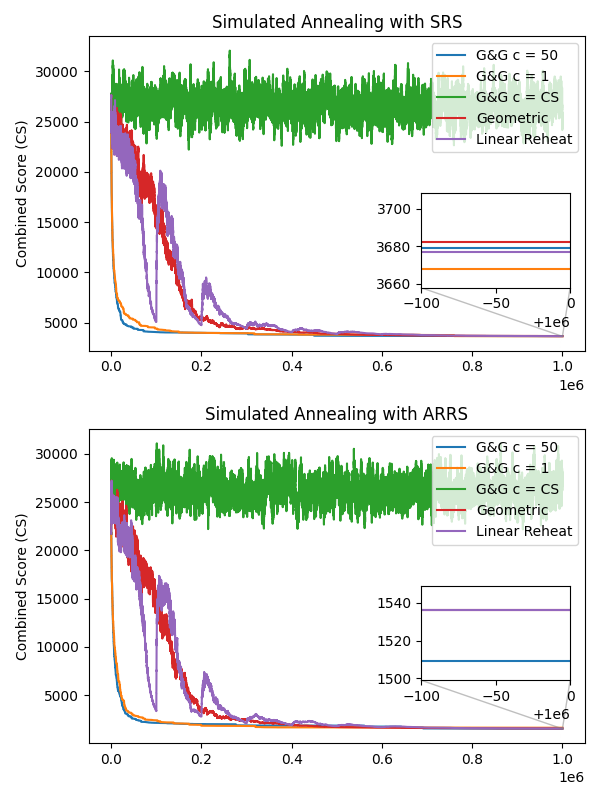 Simulated Annealing with SRS
Combined Score (CS)
30000
25000
20000
15000
10000
5000
G&G c = 50
G&G c = 1
G&G c = CS
Geometric
Linear Reheat
3700
3680
3660
−100
−50
0
+1e6
0.0
0.2
0.4
0.6
0.8
1.0
1e6
Simulated Annealing with ARRS
Combined Score (CS)
30000
25000
20000
15000
10000
5000
G&G c = 50
G&G c = 1
G&G c = CS
Geometric
Linear Reheat
1540
1520
1500
−100
−50
0
+1e6
0.0
0.2
0.4
0.6
0.8
1.0
1e6